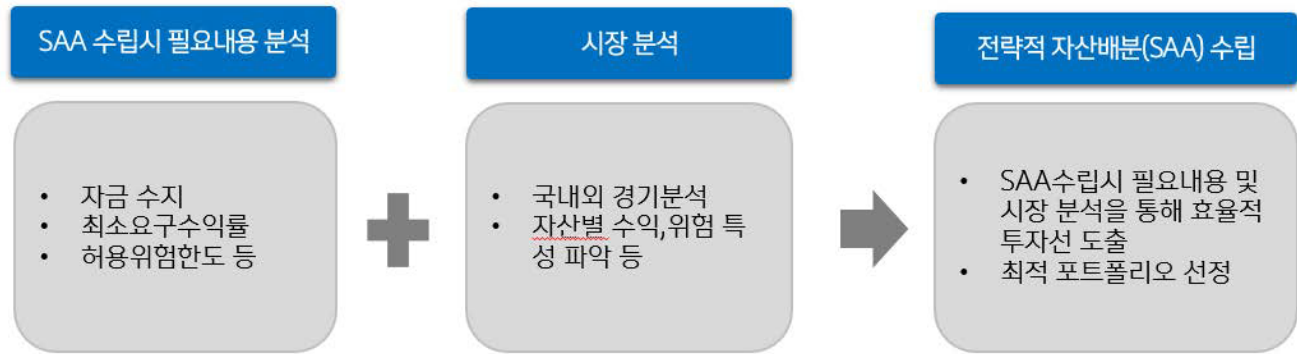 SAA 수립시 필요내용 분석
• 자금 수지
• 최소요구수익률
• 허용위험한도 등
시장 분석
• 국내외 경기분석
• 자산별 수익,위험 특
성 파악 등
전략적 자산배분(SAA) 수립
• SAA수립시 필요내용 및
시장 분석을 통해 효율적
투자선 도출
• 최적 포트폴리오 선정